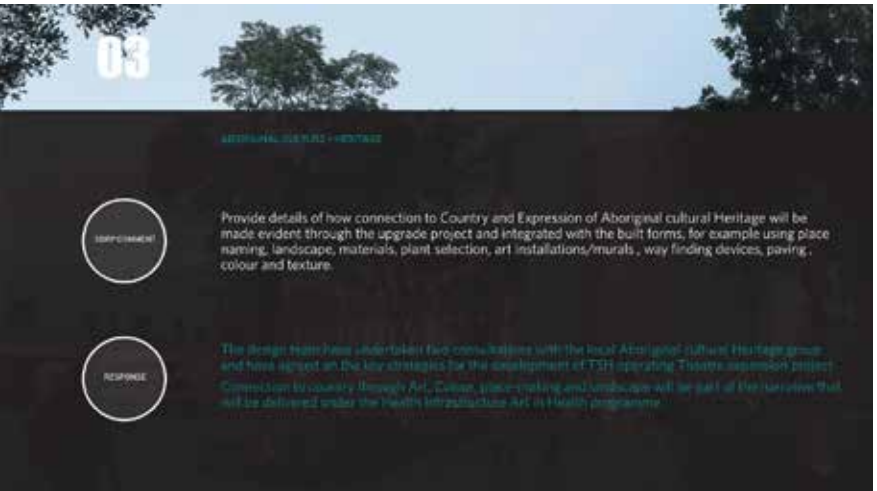 03
ABORIGINAL CULTURE + HERITAGE
Provide details of how connection to Country and Expression of Aboriginal cultural Heritage will be
made evident through the upgrade project and integrated with the built forms, for example using place
naming, landscape, materials, plant selection, art installations/murals , way finding devices, paving ,
colour and texture.
COMMENT
The design team have undertaken two consultations with the local Aboriginal cultural Heritage group
and have agreed on the key strategies for the development of TSH operating Theatre expansion project
RESPONSE
Connection to country through Art, Colour, place-making and landscape will be part of the narrative that
will be delivered under the Health Infrastructure Art in Health programme